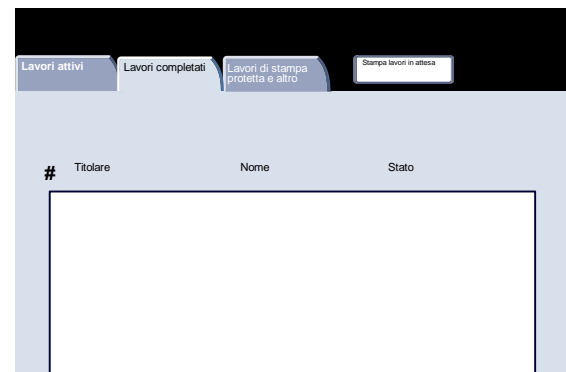 Lavori attivi
Lavori completati
Lavori di stampa
protetta e altro
Stampa lavori in attesa
# Titolare Nome Stato